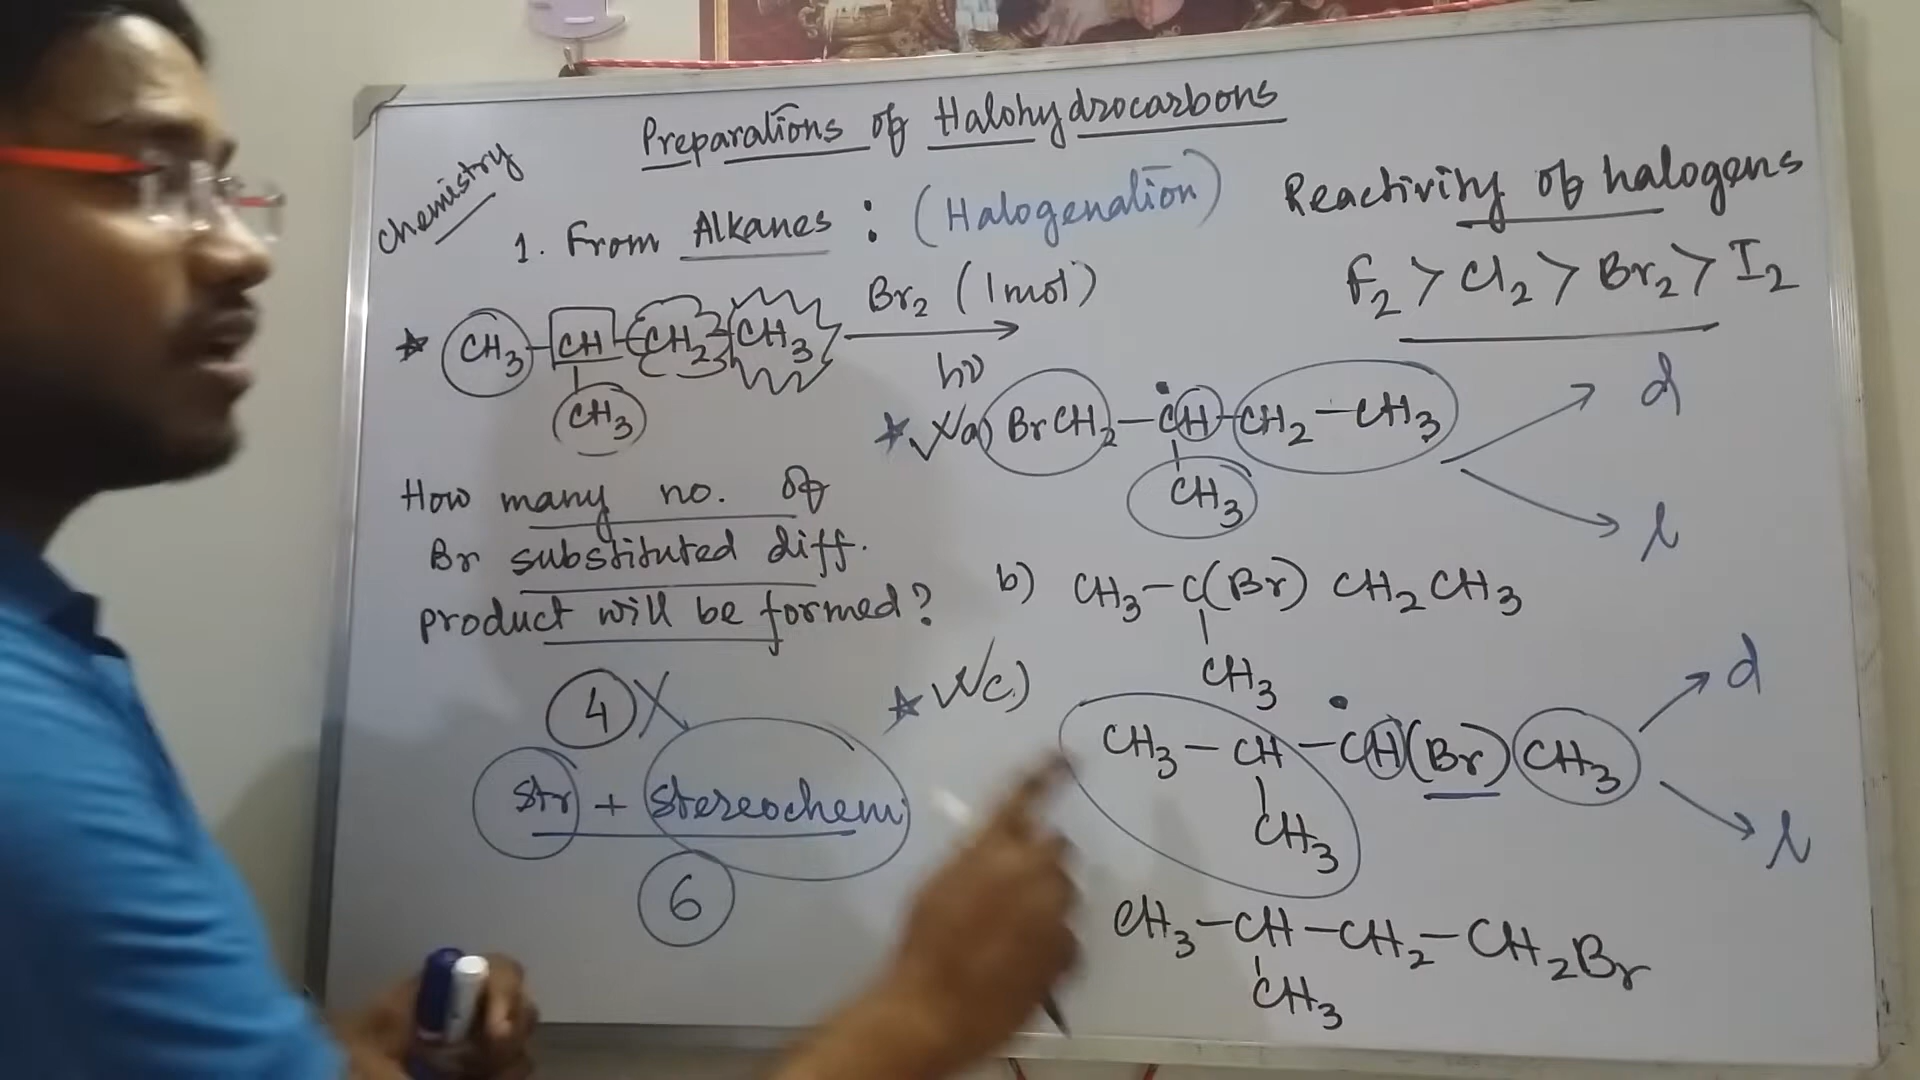 Preparations of Halohydrocarbons
Chemistry
1. From Alkanes : (Halogenation)
Reactivity of halogens
F2 > Cl2 > Br2 > I2
CH3-CH-CH2-CH3
CH3
Br2 (1mol)
hν
How many no. of
Br substituted diff.
product will be formed?
4
Str + Stereochem
6
a) BrCH2-CH-CH2-CH3
CH3
d
l
b) CH3-C(Br) CH2CH3
CH3
c)
CH3-CH-CH(Br)CH3
CH3
d
l
CH3-CH-CH2-CH2Br
CH3